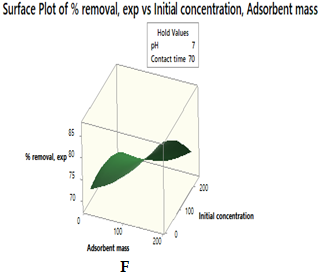 Surface Plot of % removal, exp vs Initial concentration, Adsorbent mass
Hold Values
pH 7
Contact time 70
85
% removal, exp 80
75
70
0
100
200
Adsorbent mass
0
100
200
Initial concentration
F